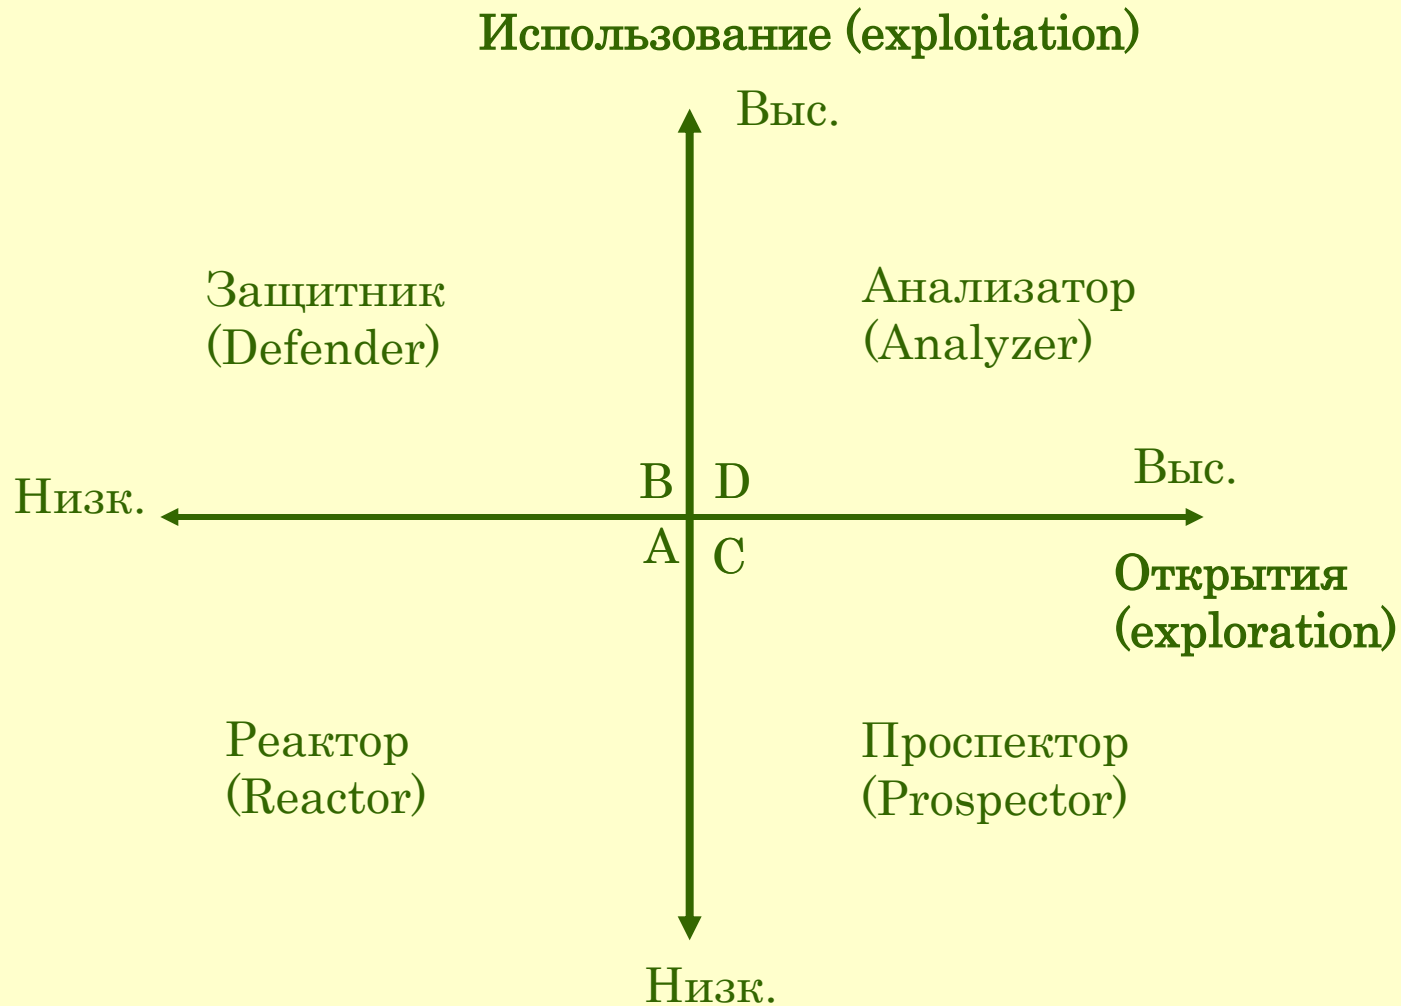 Использование (exploitation)
Выс.
Защитник
(Defender)
Анализатор
(Analyzer)
B D
Выс.
Низк.
A C
Открытия
(exploration)
Реактор
(Reactor)
Проспектор
(Prospector)
Низк.